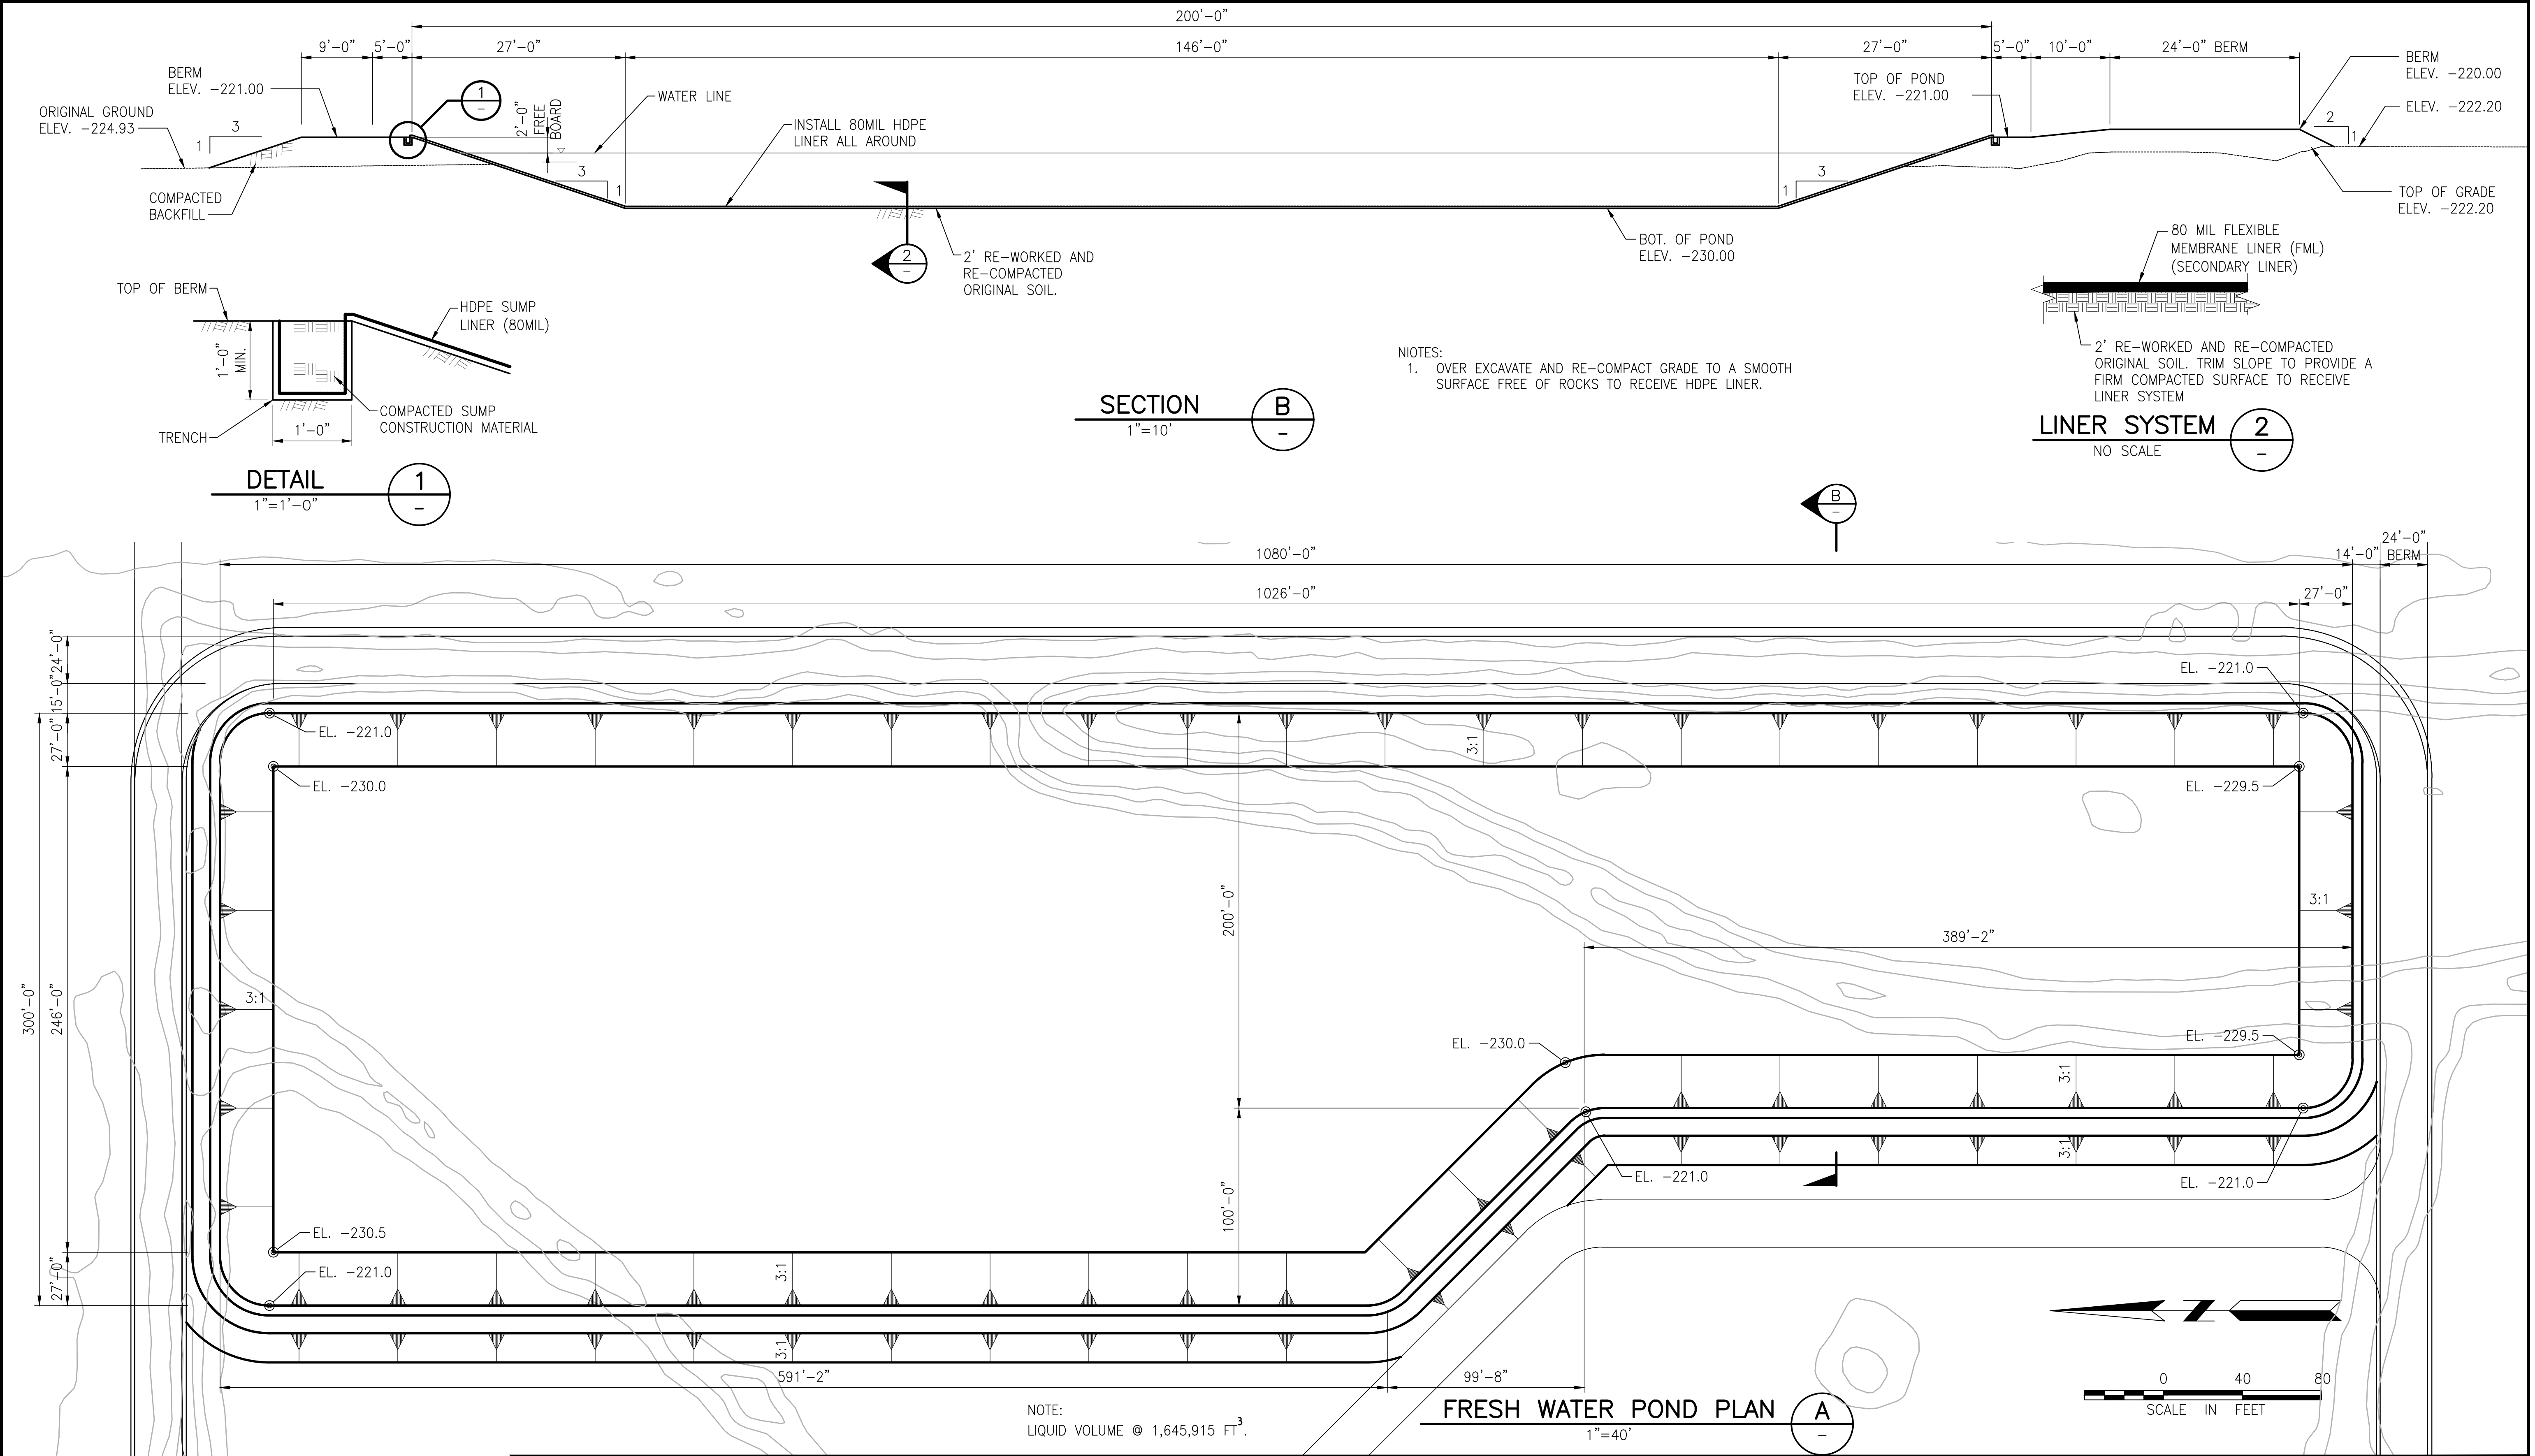 200'-0"
9'-0"
5'-0"
27'-0"
146'-0"
27'-0"
5'-0"
10'-0"
24'-0" BERM
BERM
ELEV. -221.00
ORIGINAL GROUND
ELEV. -224.93
3
1
1
-
2'-0"
FREE
BOARD
WATER LINE
INSTALL 80MIL HDPE
LINER ALL AROUND
TOP OF POND
ELEV. -221.00
BERM
ELEV. -220.00
ELEV. -222.20
2
1
3
1
3
1
COMPACTED
BACKFILL
TOP OF GRADE
ELEV. -222.20
2
-
2' RE-WORKED AND
RE-COMPACTED
ORIGINAL SOIL.
BOT. OF POND
ELEV. -230.00
80 MIL FLEXIBLE
MEMBRANE LINER (FML)
(SECONDARY LINER)
2' RE-WORKED AND RE-COMPACTED
ORIGINAL SOIL. TRIM SLOPE TO PROVIDE A
FIRM COMPACTED SURFACE TO RECEIVE
LINER SYSTEM
LINER SYSTEM
2
-
NO SCALE
TOP OF BERM
HDPE SUMP
LINER (80MIL)
1'-0"
MIN.
COMPACTED SUMP
CONSTRUCTION MATERIAL
TRENCH
1'-0"
DETAIL
1
-
1"=1'-0"
SECTION
B
-
1"=10'
NIOTES:
1. OVER EXCAVATE AND RE-COMPACT GRADE TO A SMOOTH
SURFACE FREE OF ROCKS TO RECEIVE HDPE LINER.
B
-
1080'-0"
14'-0"
24'-0"
BERM
1026'-0"
27'-0"
24'-0"
15'-0"
27'-0"
300'-0"
246'-0"
27'-0"
EL. -221.0
EL. -221.0
EL. -230.0
3:1
EL. -229.5
3:1
200'-0"
389'-2"
3:1
EL. -230.0
EL. -229.5
3:1
3:1
EL. -221.0
EL. -221.0
100'-0"
EL. -230.5
EL. -221.0
3:1
3:1
591'-2"
99'-8"
NOTE:
LIQUID VOLUME @ 1,645,915 FT³.
FRESH WATER POND PLAN
A
-
1"=40'
0 40 80
SCALE IN FEET